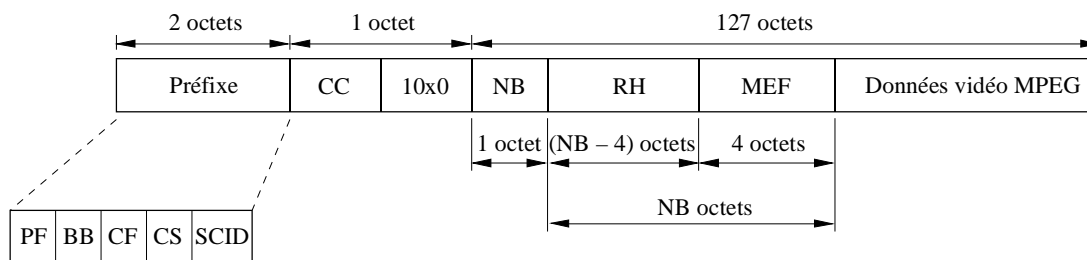 2 octets 1 octet 127 octets
Préfixe CC 10x0 NB RH MEF Données vidéo MPEG
1 octet (NB – 4) octets 4 octets
NB octets
PF BB CF CS SCID